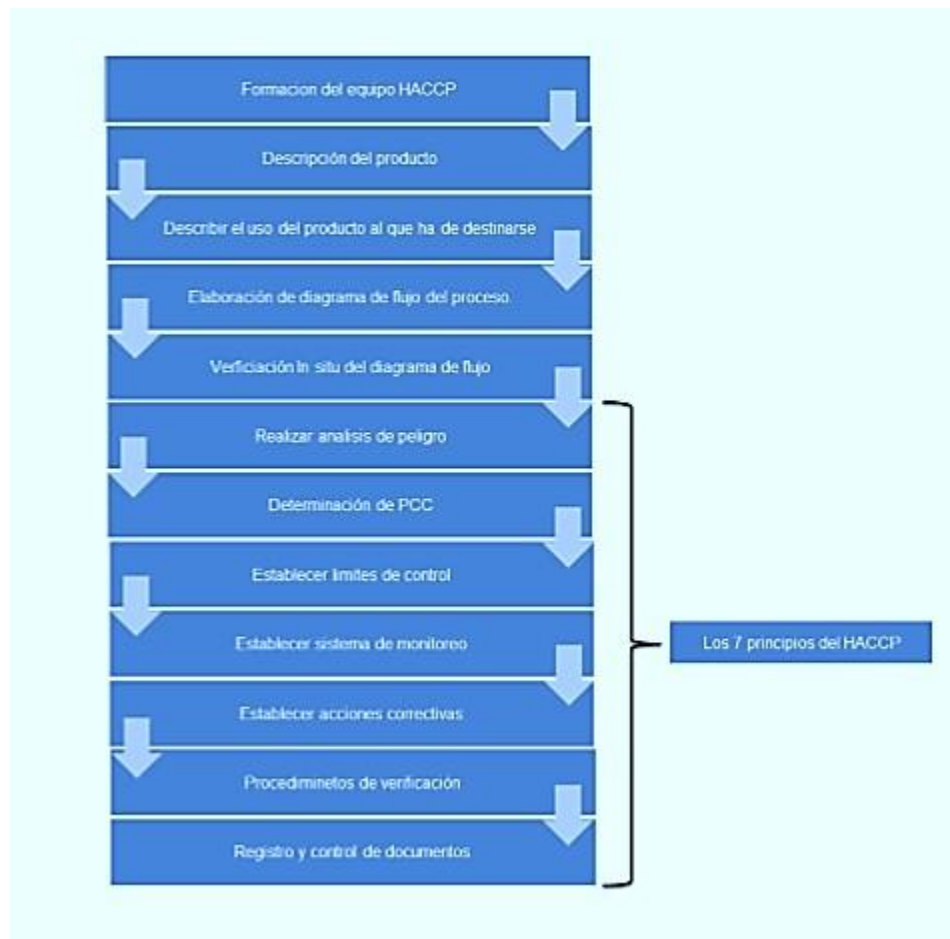 Formacion del equipo HACCP
Descripción del producto
Describir el uso del producto al que ha de destinarse
Elaboración de diagrama de flujo del proceso.
Verficiación In situ del diagrama de flujo
Realizar analisis de peligro
Determinación de PCC
Establecer limites de control
Establecer sistema de monitoreo
Los 7 principios del HACCP
Establecer acciones correctivas
Procediminetos de verificación
Registro y control de documentos